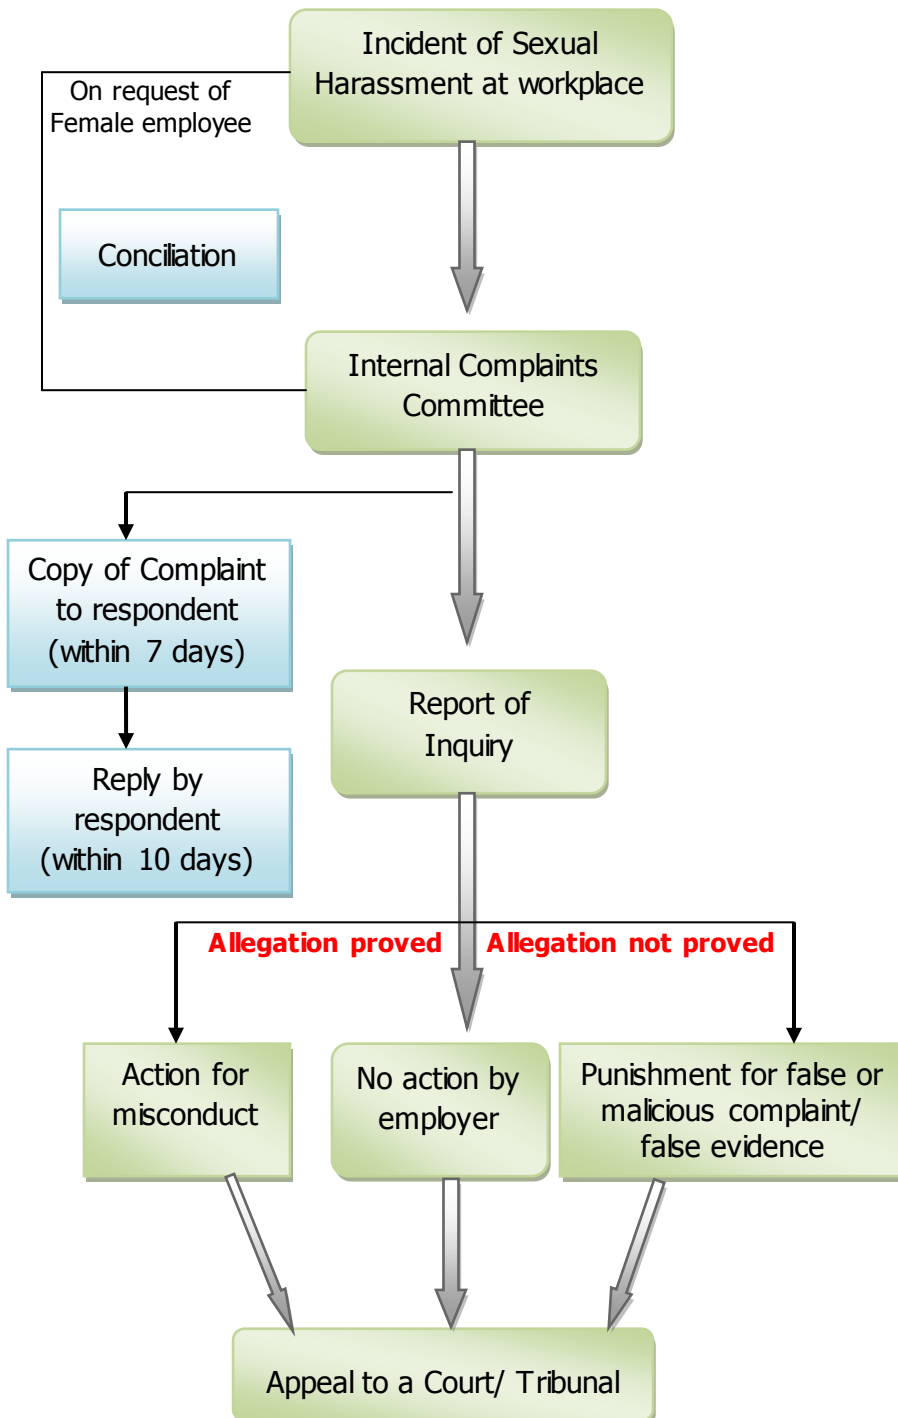 Incident of Sexual
Harassment at workplace
On request of
Female employee
Conciliation
Internal Complaints
Committee
Copy of Complaint
to respondent
(within 7 days)
Report of
Inquiry
Reply by
respondent
(within 10 days)
Allegation proved
Allegation not proved
Action for
misconduct
No action by
employer
Punishment for false or
malicious complaint/
false evidence
Appeal to a Court/ Tribunal